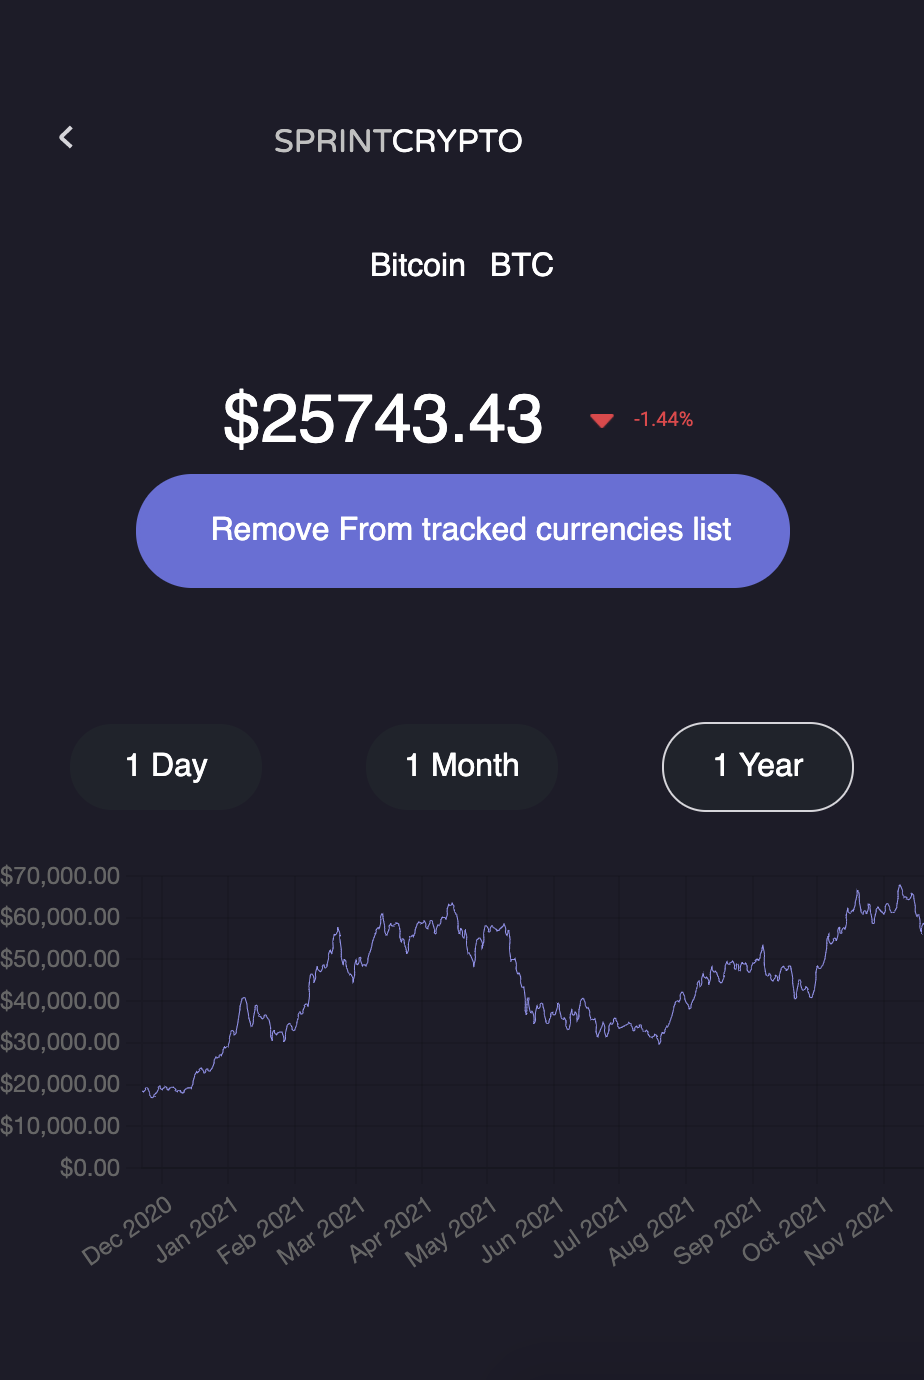 SPRINTCRYPTO
Bitcoin BTC
$25743.43 -1.44%
Remove From tracked currencies list
1 Day 1 Month 1 Year
$70,000.00
$60,000.00
$50,000.00
$40,000.00
$30,000.00
$20,000.00
$10,000.00
$0.00
Dec 2020 Jan 2021 Feb 2021 Mar 2021 Apr 2021 May 2021 Jun 2021 Jul 2021 Aug 2021 Sep 2021 Oct 2021 Nov 2021